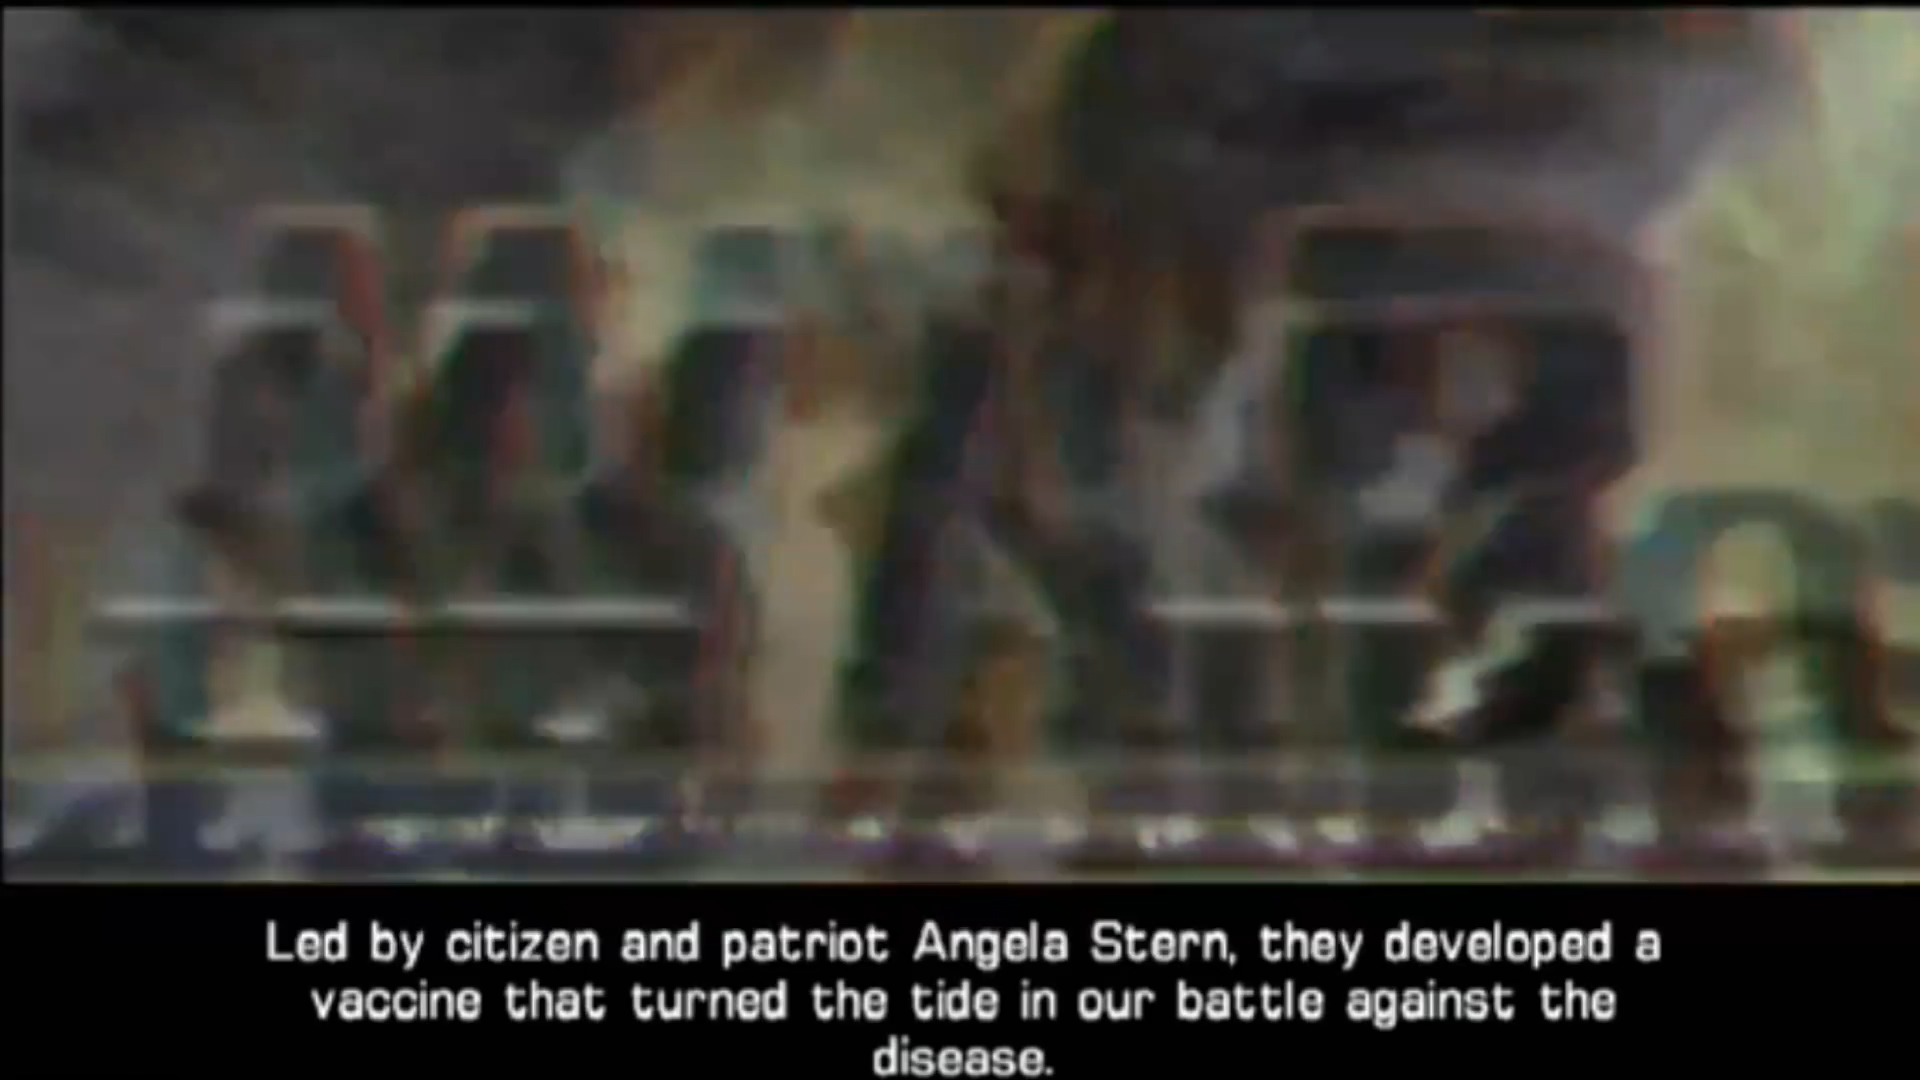 Led by citizen and patriot Angela Stern, they developed a
vaccine that turned the tide in our battle against the
disease.